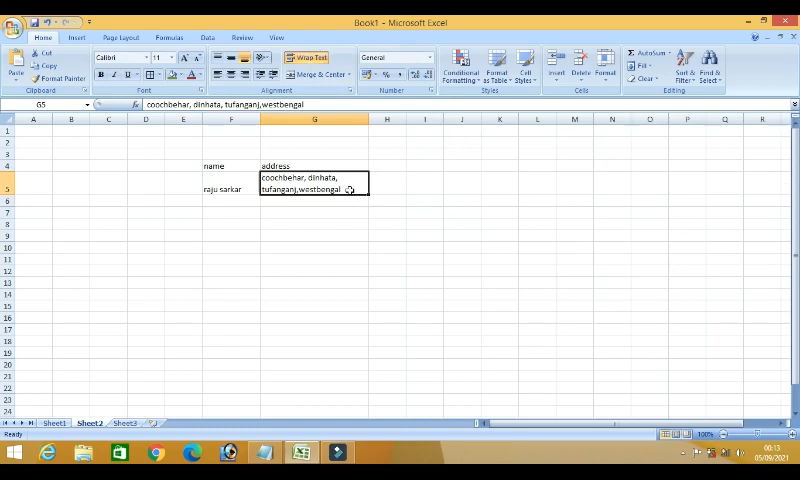 Book1 - Microsoft Excel
Home Insert Page Layout Formulas Data Review View
Cut
Copy
Format Painter
Paste
Clipboard
Calibri 11
B I U
Font
Wrap Text
Merge & Center
Alignment
General
Number
Conditional Formatting
Format as Table
Cell Styles
Styles
Insert Delete Format
Cells
AutoSum
Fill
Clear
Sort & Filter
Find & Select
Editing
G5 fx coochbehar, dinhata, tufanganj,westbengal
A B C D E F G H I J K L M N O P Q R
1
2
3
4 name address
5 raju sarkar coochbehar, dinhata,
tufanganj,westbengal
6
7
8
9
10
11
12
13
14
15
16
17
18
19
20
21
22
23
24
Sheet1 Sheet2 Sheet3
Ready 100%
00:13
05/09/2021